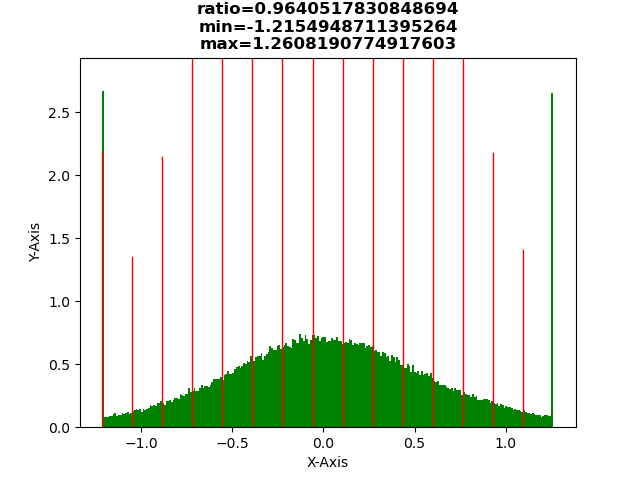 ratio=0.9640517830848694
min=-1.2154948711395264
max=1.2608190774917603
2.5
2.0
1.5
1.0
0.5
0.0
Y-Axis
−1.0 −0.5 0.0 0.5 1.0
X-Axis